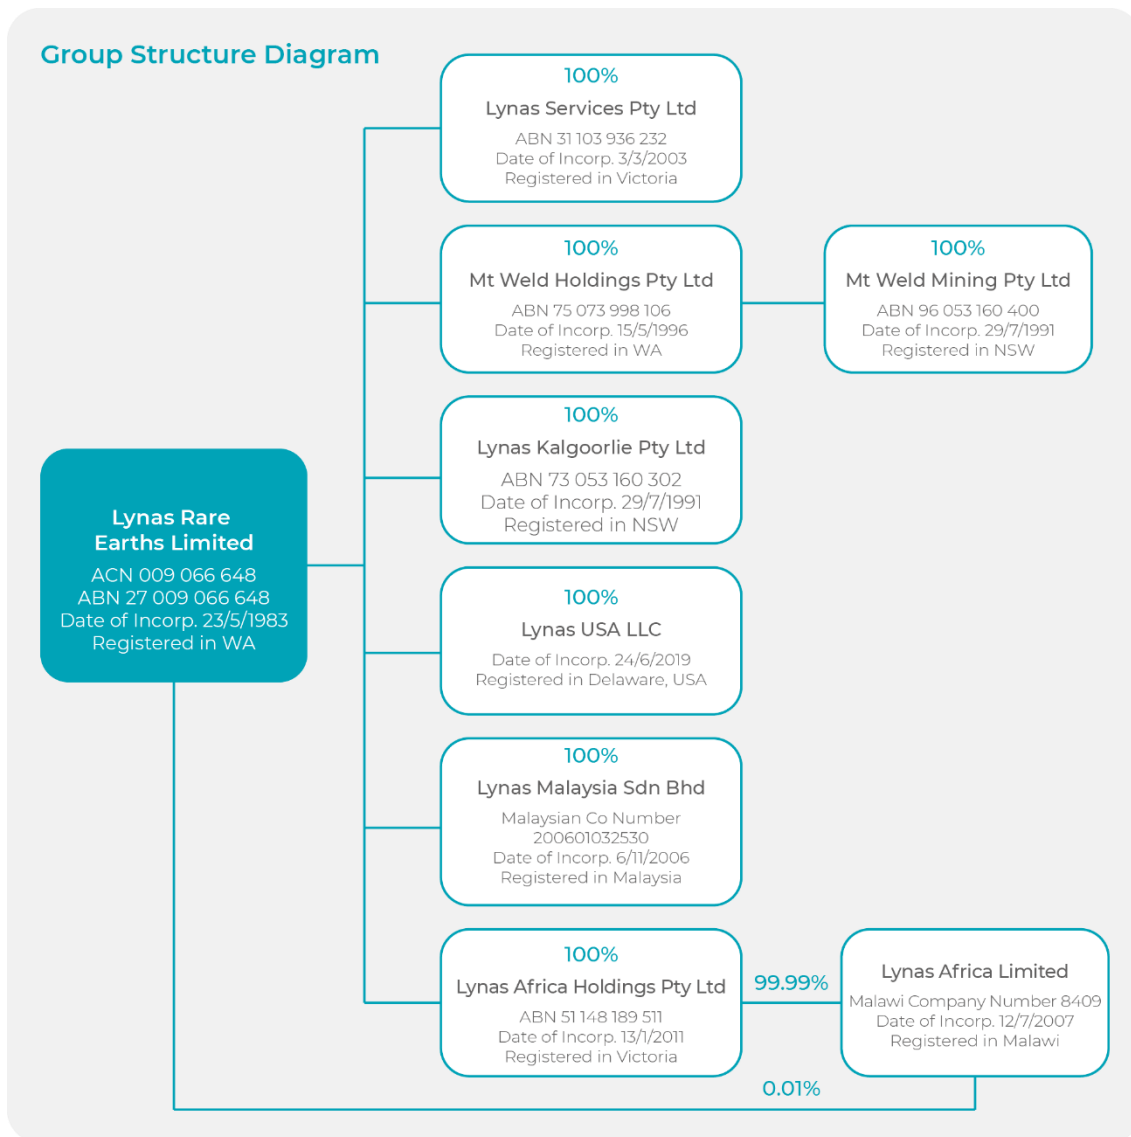 Group Structure Diagram
100%
Lynas Services Pty Ltd
ABN 31 103 936 232
Date of Incorp. 3/3/2003
Registered in Victoria
100%
Mt Weld Holdings Pty Ltd
ABN 75 073 998 106
Date of Incorp. 15/5/1996
Registered in WA
100%
Mt Weld Mining Pty Ltd
ABN 96 053 160 400
Date of Incorp. 29/7/1991
Registered in NSW
100%
Lynas Kalgoorlie Pty Ltd
ABN 73 053 160 302
Date of Incorp. 29/7/1991
Registered in NSW
Lynas Rare
Earths Limited
ACN 009 066 648
ABN 27 009 066 648
Date of Incorp. 23/5/1983
Registered in WA
100%
Lynas USA LLC
Date of Incorp. 24/6/2019
Registered in Delaware, USA
100%
Lynas Malaysia Sdn Bhd
Malaysian Co Number
200601032530
Date of Incorp. 6/11/2006
Registered in Malaysia
100%
Lynas Africa Holdings Pty Ltd
ABN 51 148 189 511
Date of Incorp. 13/1/2011
Registered in Victoria
99.99%
Lynas Africa Limited
Malawi Company Number 8409
Date of Incorp. 12/7/2007
Registered in Malawi
0.01%